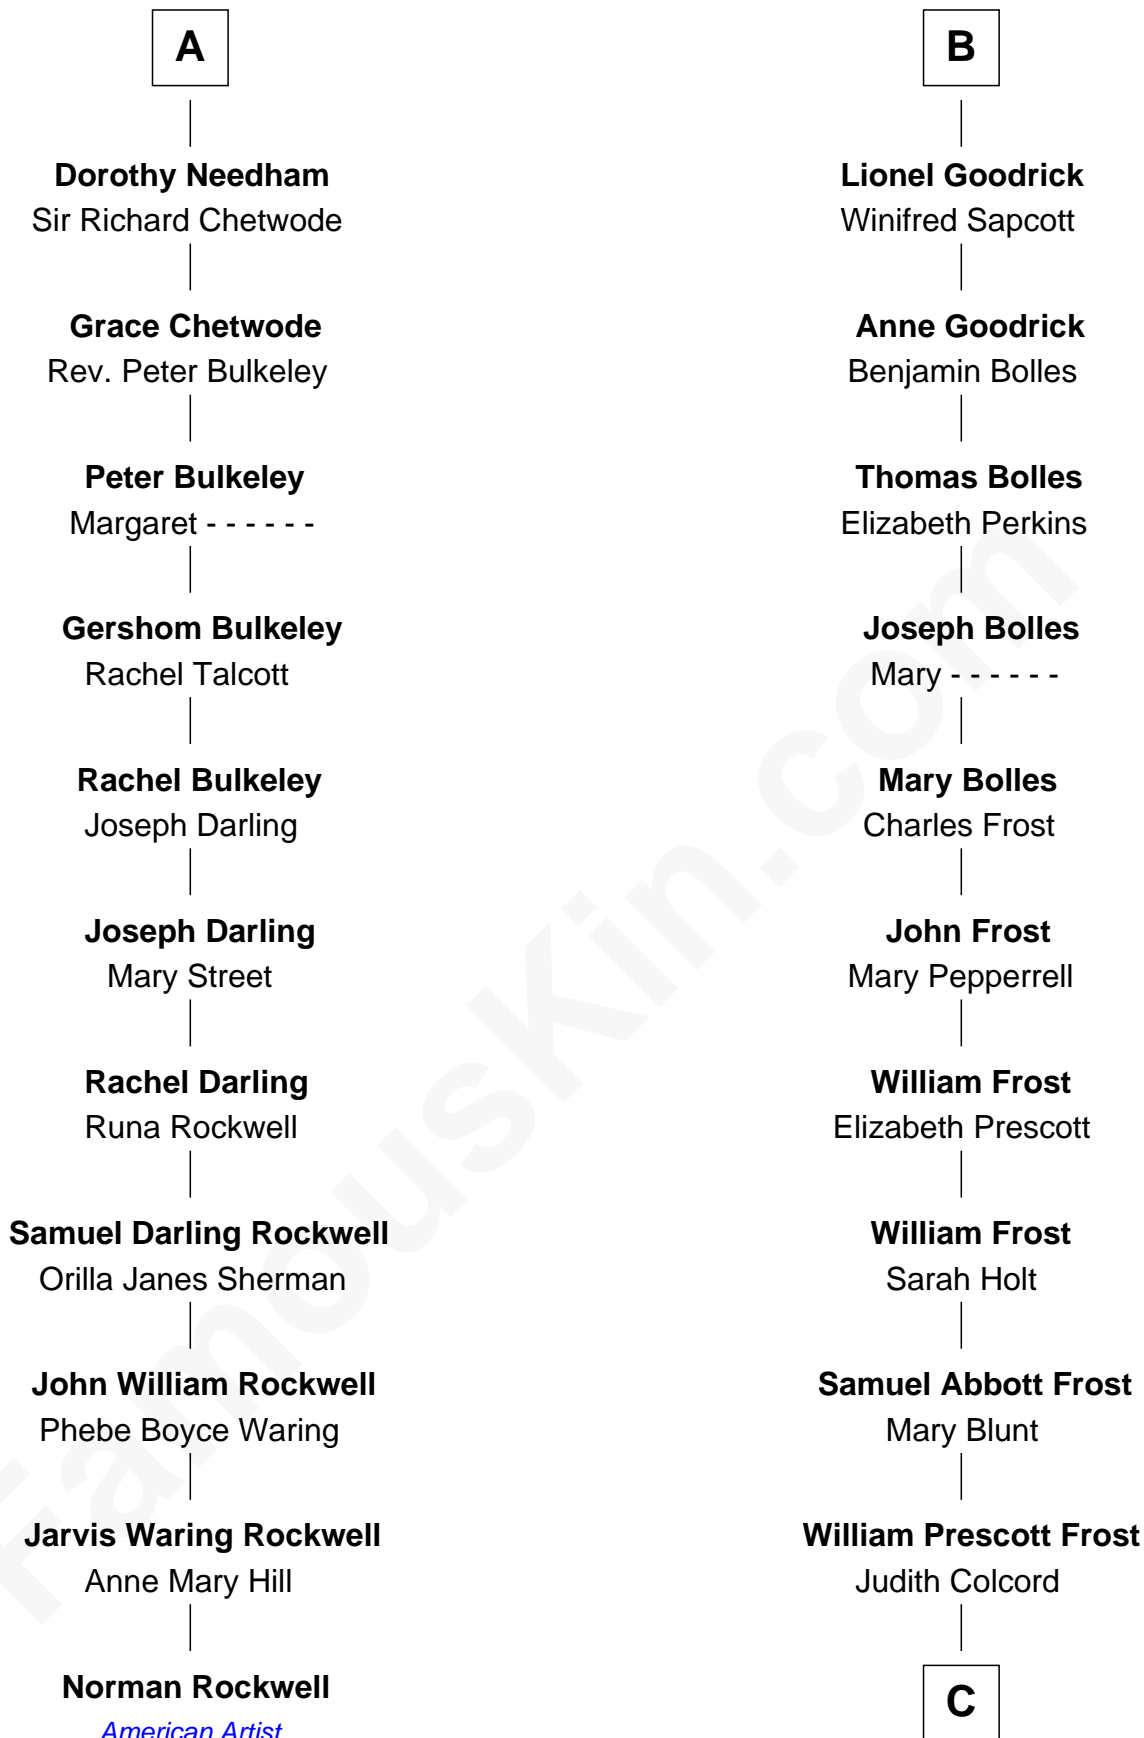 A
Dorothy Needham
Sir Richard Chetwode
Grace Chetwode
Rev. Peter Bulkeley
Peter Bulkeley
Margaret - - - - - -
Gershom Bulkeley
Rachel Talcott
Rachel Bulkeley
Joseph Darling
Joseph Darling
Mary Street
Rachel Darling
Runa Rockwell
Samuel Darling Rockwell
Orilla Janes Sherman
John William Rockwell
Phebe Boyce Waring
Jarvis Waring Rockwell
Anne Mary Hill
Norman Rockwell
American Artist
B
Lionel Goodrick
Winifred Sapcott
Anne Goodrick
Benjamin Bolles
Thomas Bolles
Elizabeth Perkins
Joseph Bolles
Mary - - - - - -
Mary Bolles
Charles Frost
John Frost
Mary Pepperrell
William Frost
Elizabeth Prescott
William Frost
Sarah Holt
Samuel Abbott Frost
Mary Blunt
William Prescott Frost
Judith Colcord
C
FamousKin.com